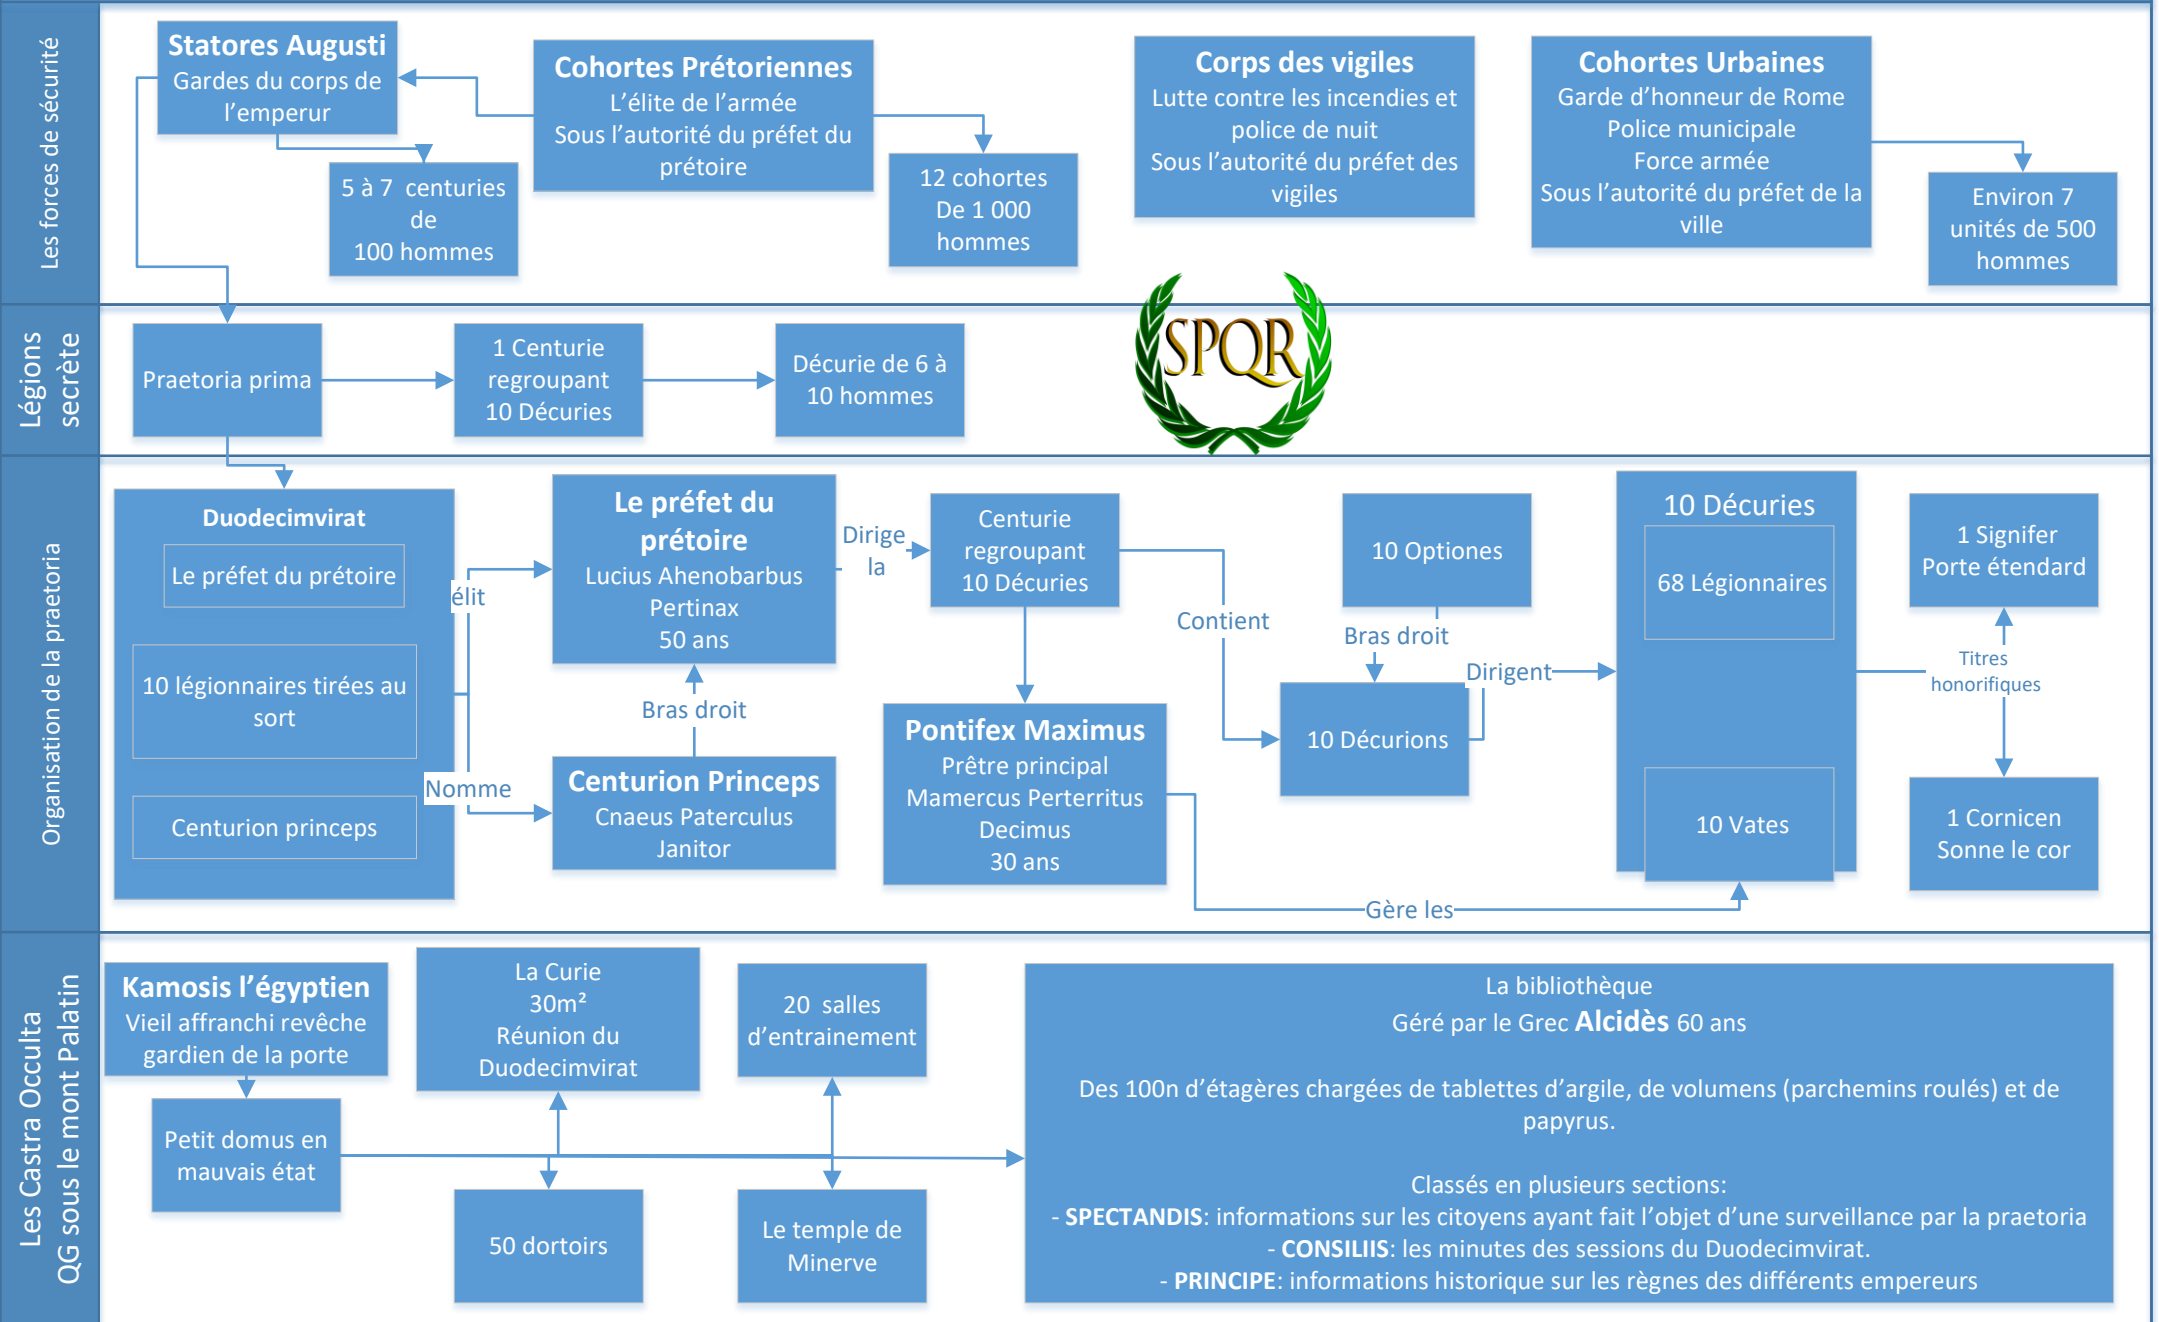 Les forces de sécurité
Statores Augusti
Gardes du corps de
l’emperur
5 à 7  centuries
de
100 hommes
Cohortes Prétoriennes
L’élite de l’armée
Sous l’autorité du préfet du
prétoire
12 cohortes
De 1 000
hommes
Corps des vigiles
Lutte contre les incendies et
police de nuit
Sous l’autorité du préfet des
vigiles
Cohortes Urbaines
Garde d’honneur de Rome
Police municipale
Force armée
Sous l’autorité du préfet de la
ville
Environ 7
unités de 500
hommes
Légions
secrète
Praetoria prima
1 Centurie
regroupant
10 Décuries
Décurie de 6 à
10 hommes
SPQR
Organisation de la praetoria
Duodecimvirat
Le préfet du prétoire
10 légionnaires tirées au
sort
Centurion princeps
élit
Nomme
Le préfet du
prétoire
Lucius Ahenobarbus
Pertinax
50 ans
Bras droit
Centurion Princeps
Cnaeus Paterculus
Janitor
Dirige
la
Centurie
regroupant
10 Décuries
Pontifex Maximus
Prêtre principal
Mamercus Perterritus
Decimus
30 ans
Contient
10 Optiones
Bras droit
10 Décurions
Dirigent
Gère les
10 Décuries
68 Légionnaires
10 Vates
1 Signifer
Porte étendard
Titres
honorifiques
1 Cornicen
Sonne le cor
Les Castra Occulta
QG sous le mont Palatin
Kamosis l’égyptien
Vieil affranchi revêche
gardien de la porte
Petit domus en
mauvais état
La Curie
30m²
Réunion du
Duodecimvirat
50 dortoirs
20  salles
d’entrainement
Le temple de
Minerve
La bibliothèque
Géré par le Grec Alcidès 60 ans
Des 100n d’étagères chargées de tablettes d’argile, de volumens (parchemins roulés) et de
papyrus.
Classés en plusieurs sections:
- SPECTANDIS: informations sur les citoyens ayant fait l’objet d’une surveillance par la praetoria
- CONSILIIS: les minutes des sessions du Duodecimvirat.
- PRINCIPE: informations historique sur les règnes des différents empereurs